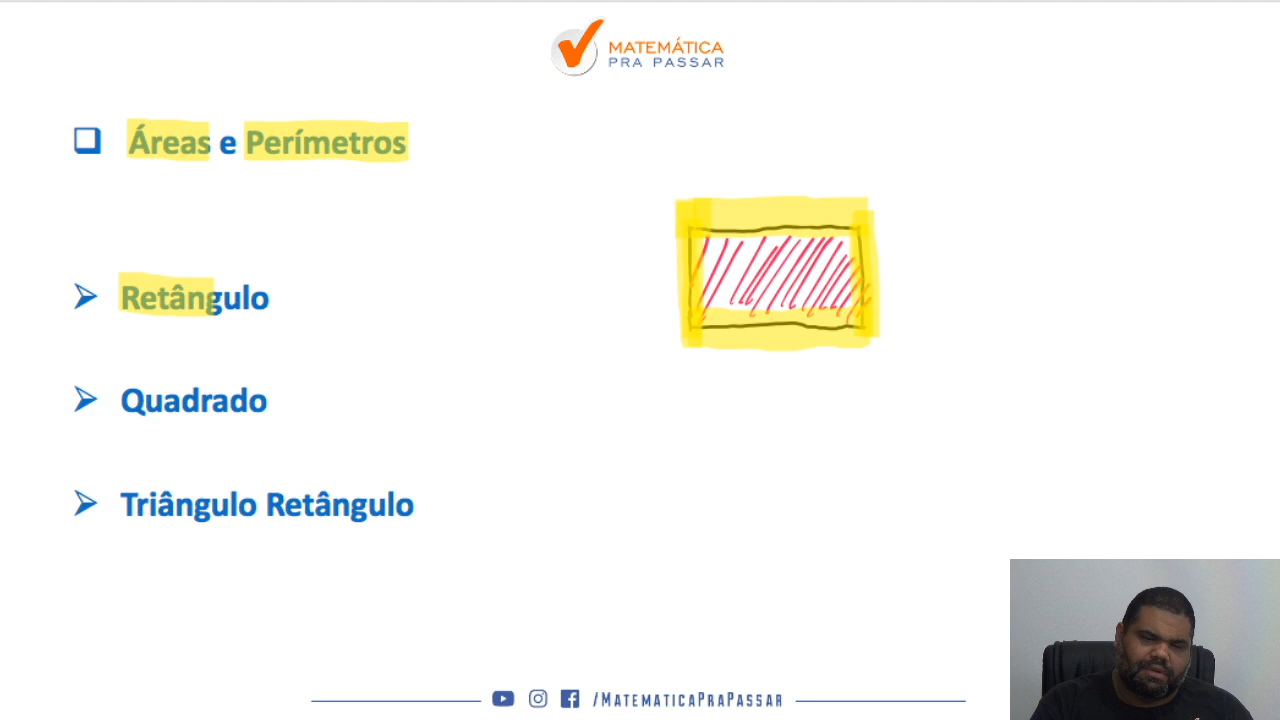 MATEMÁTICA
PRA PASSAR
Áreas e Perímetros
Retângulo
Quadrado
Triângulo Retângulo
/MATEMATICAPRAPASSAR